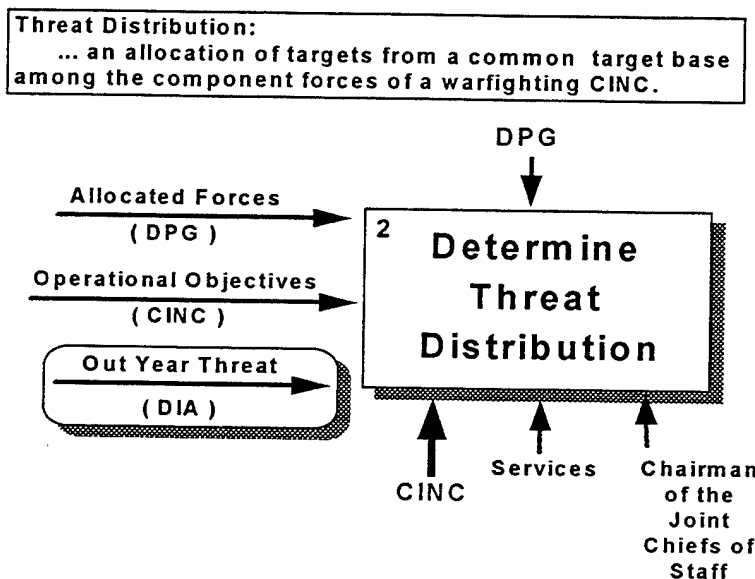 Threat Distribution:
... an allocation of targets from a common target base
among the component forces of a warfighting CINC.
DPG
Allocated Forces
( DPG )
Operational Objectives
( CINC )
Out Year Threat
( DIA )
2
Determine
Threat
Distribution
CINC
Services
Chairman
of the
Joint
Chiefs of
Staff